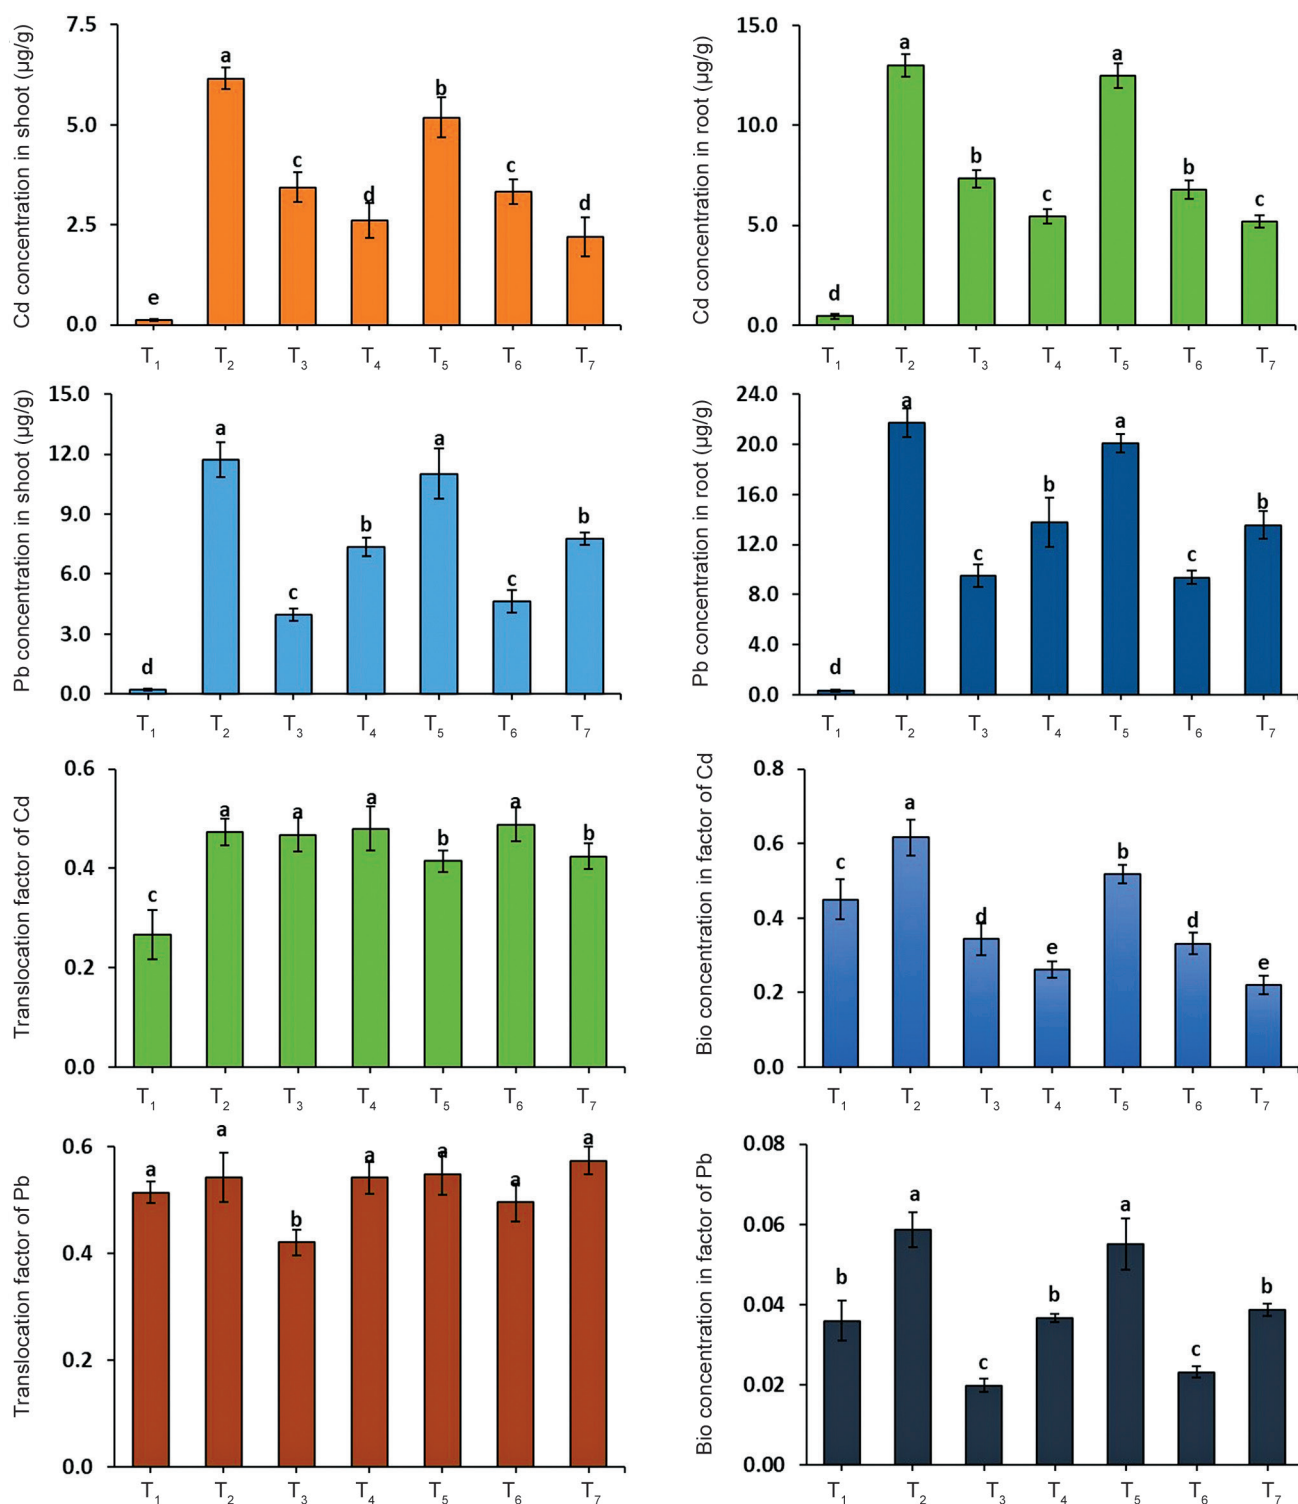 Cd concentration in shoot (µg/g)
7.5
5.0
2.5
0.0
e
a
c
d
b
c
d
T1 T2 T3 T4 T5 T6 T7
Cd concentration in root (µg/g)
15.0
10.0
5.0
0.0
d
a
b
c
a
b
c
T1 T2 T3 T4 T5 T6 T7
Pb concentration in shoot (µg/g)
15.0
12.0
9.0
6.0
3.0
0.0
d
a
c
b
a
c
b
T1 T2 T3 T4 T5 T6 T7
Pb concentration in root (µg/g)
24.0
20.0
16.0
12.0
8.0
4.0
0.0
d
a
c
b
a
c
b
T1 T2 T3 T4 T5 T6 T7
Translocation factor of Cd
0.6
0.4
0.2
0.0
c
a
a
a
b
a
b
T1 T2 T3 T4 T5 T6 T7
Bio concentration in factor of Cd
0.8
0.6
0.4
0.2
0.0
c
a
d
e
b
d
e
T1 T2 T3 T4 T5 T6 T7
Translocation factor of Pb
0.6
0.4
0.2
0.0
a
a
b
a
a
a
a
T1 T2 T3 T4 T5 T6 T7
Bio concentration in factor of Pb
0.08
0.06
0.04
0.02
0.00
b
a
c
b
a
c
b
T1 T2 T3 T4 T5 T6 T7